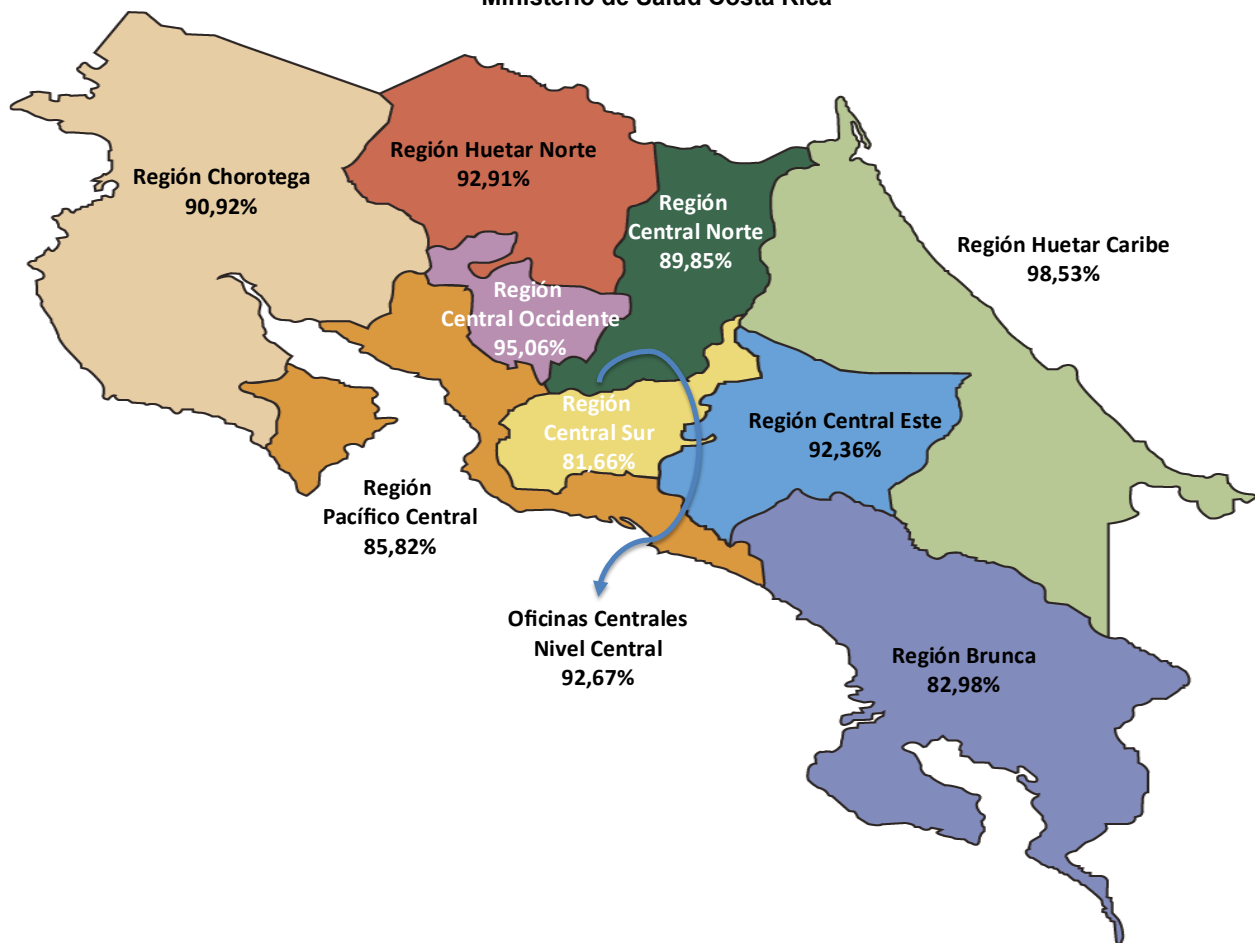 Ministerio de Salud Costa Rica
Región Huetar Norte
92,91%
Región Chorotega
90,92%
Región
Central Norte
89,85%
Región Huetar Caribe
98,53%
Región
Central Occidente
95,06%
Región
Central Sur
81,66%
Región Central Este
92,36%
Región
Pacífico Central
85,82%
Oficinas Centrales
Nivel Central
92,67%
Región Brunca
82,98%